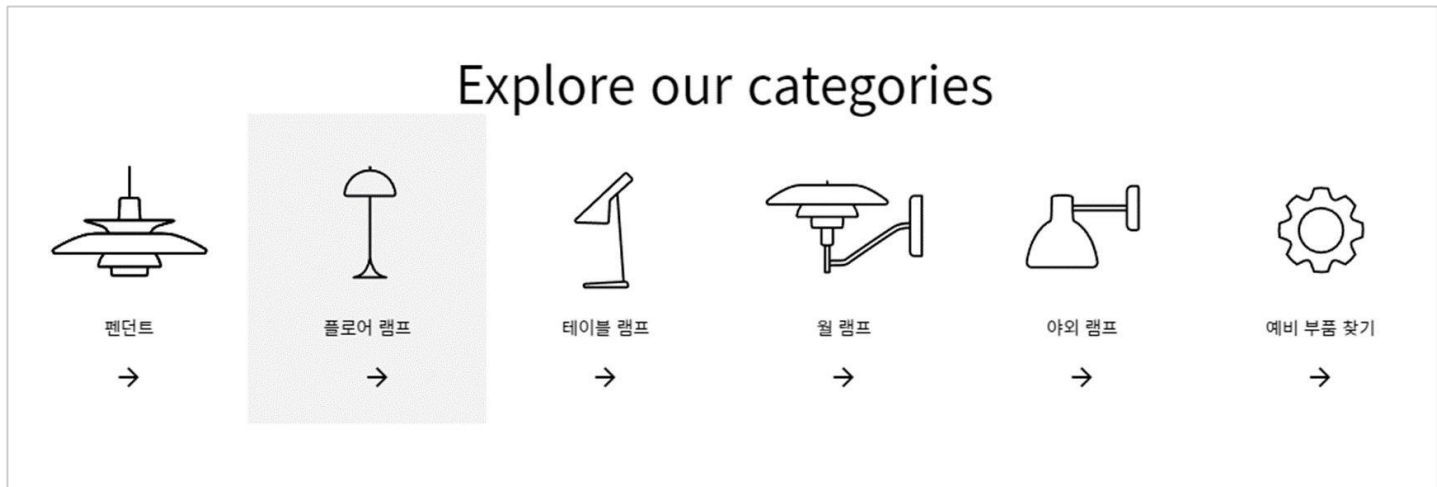 Explore our categories
펜던트
플로어 램프
테이블 램프
월 램프
야외 램프
예비 부품 찾기